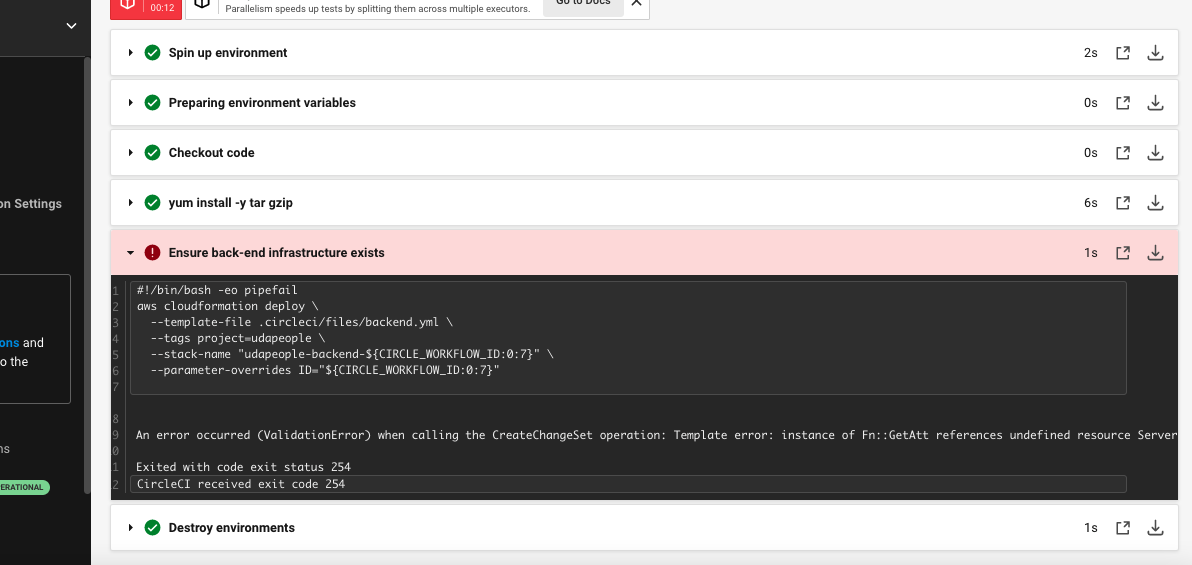 00:12
Parallelism speeds up tests by splitting them across multiple executors.
Go to Docs
Spin up environment 2s
Preparing environment variables 0s
Checkout code 0s
on Settings
yum install -y tar gzip 6s
Ensure back-end infrastructure exists 1s
1 #!/bin/bash -eo pipefail
2 aws cloudformation deploy \
3 --template-file .circleci/files/backend.yml \
ons and
4 --tags project=udapeople \
5 --stack-name "udapeople-backend-${CIRCLE_WORKFLOW_ID:0:7}" \
o the
6 --parameter-overrides ID="${CIRCLE_WORKFLOW_ID:0:7}"
7
8
9 An error occurred (ValidationError) when calling the CreateChangeSet operation: Template error: instance of Fn::GetAtt references undefined resource Server
ns
0
1 Exited with code exit status 254
2 CircleCI received exit code 254
ERATIONAL
Destroy environments 1s